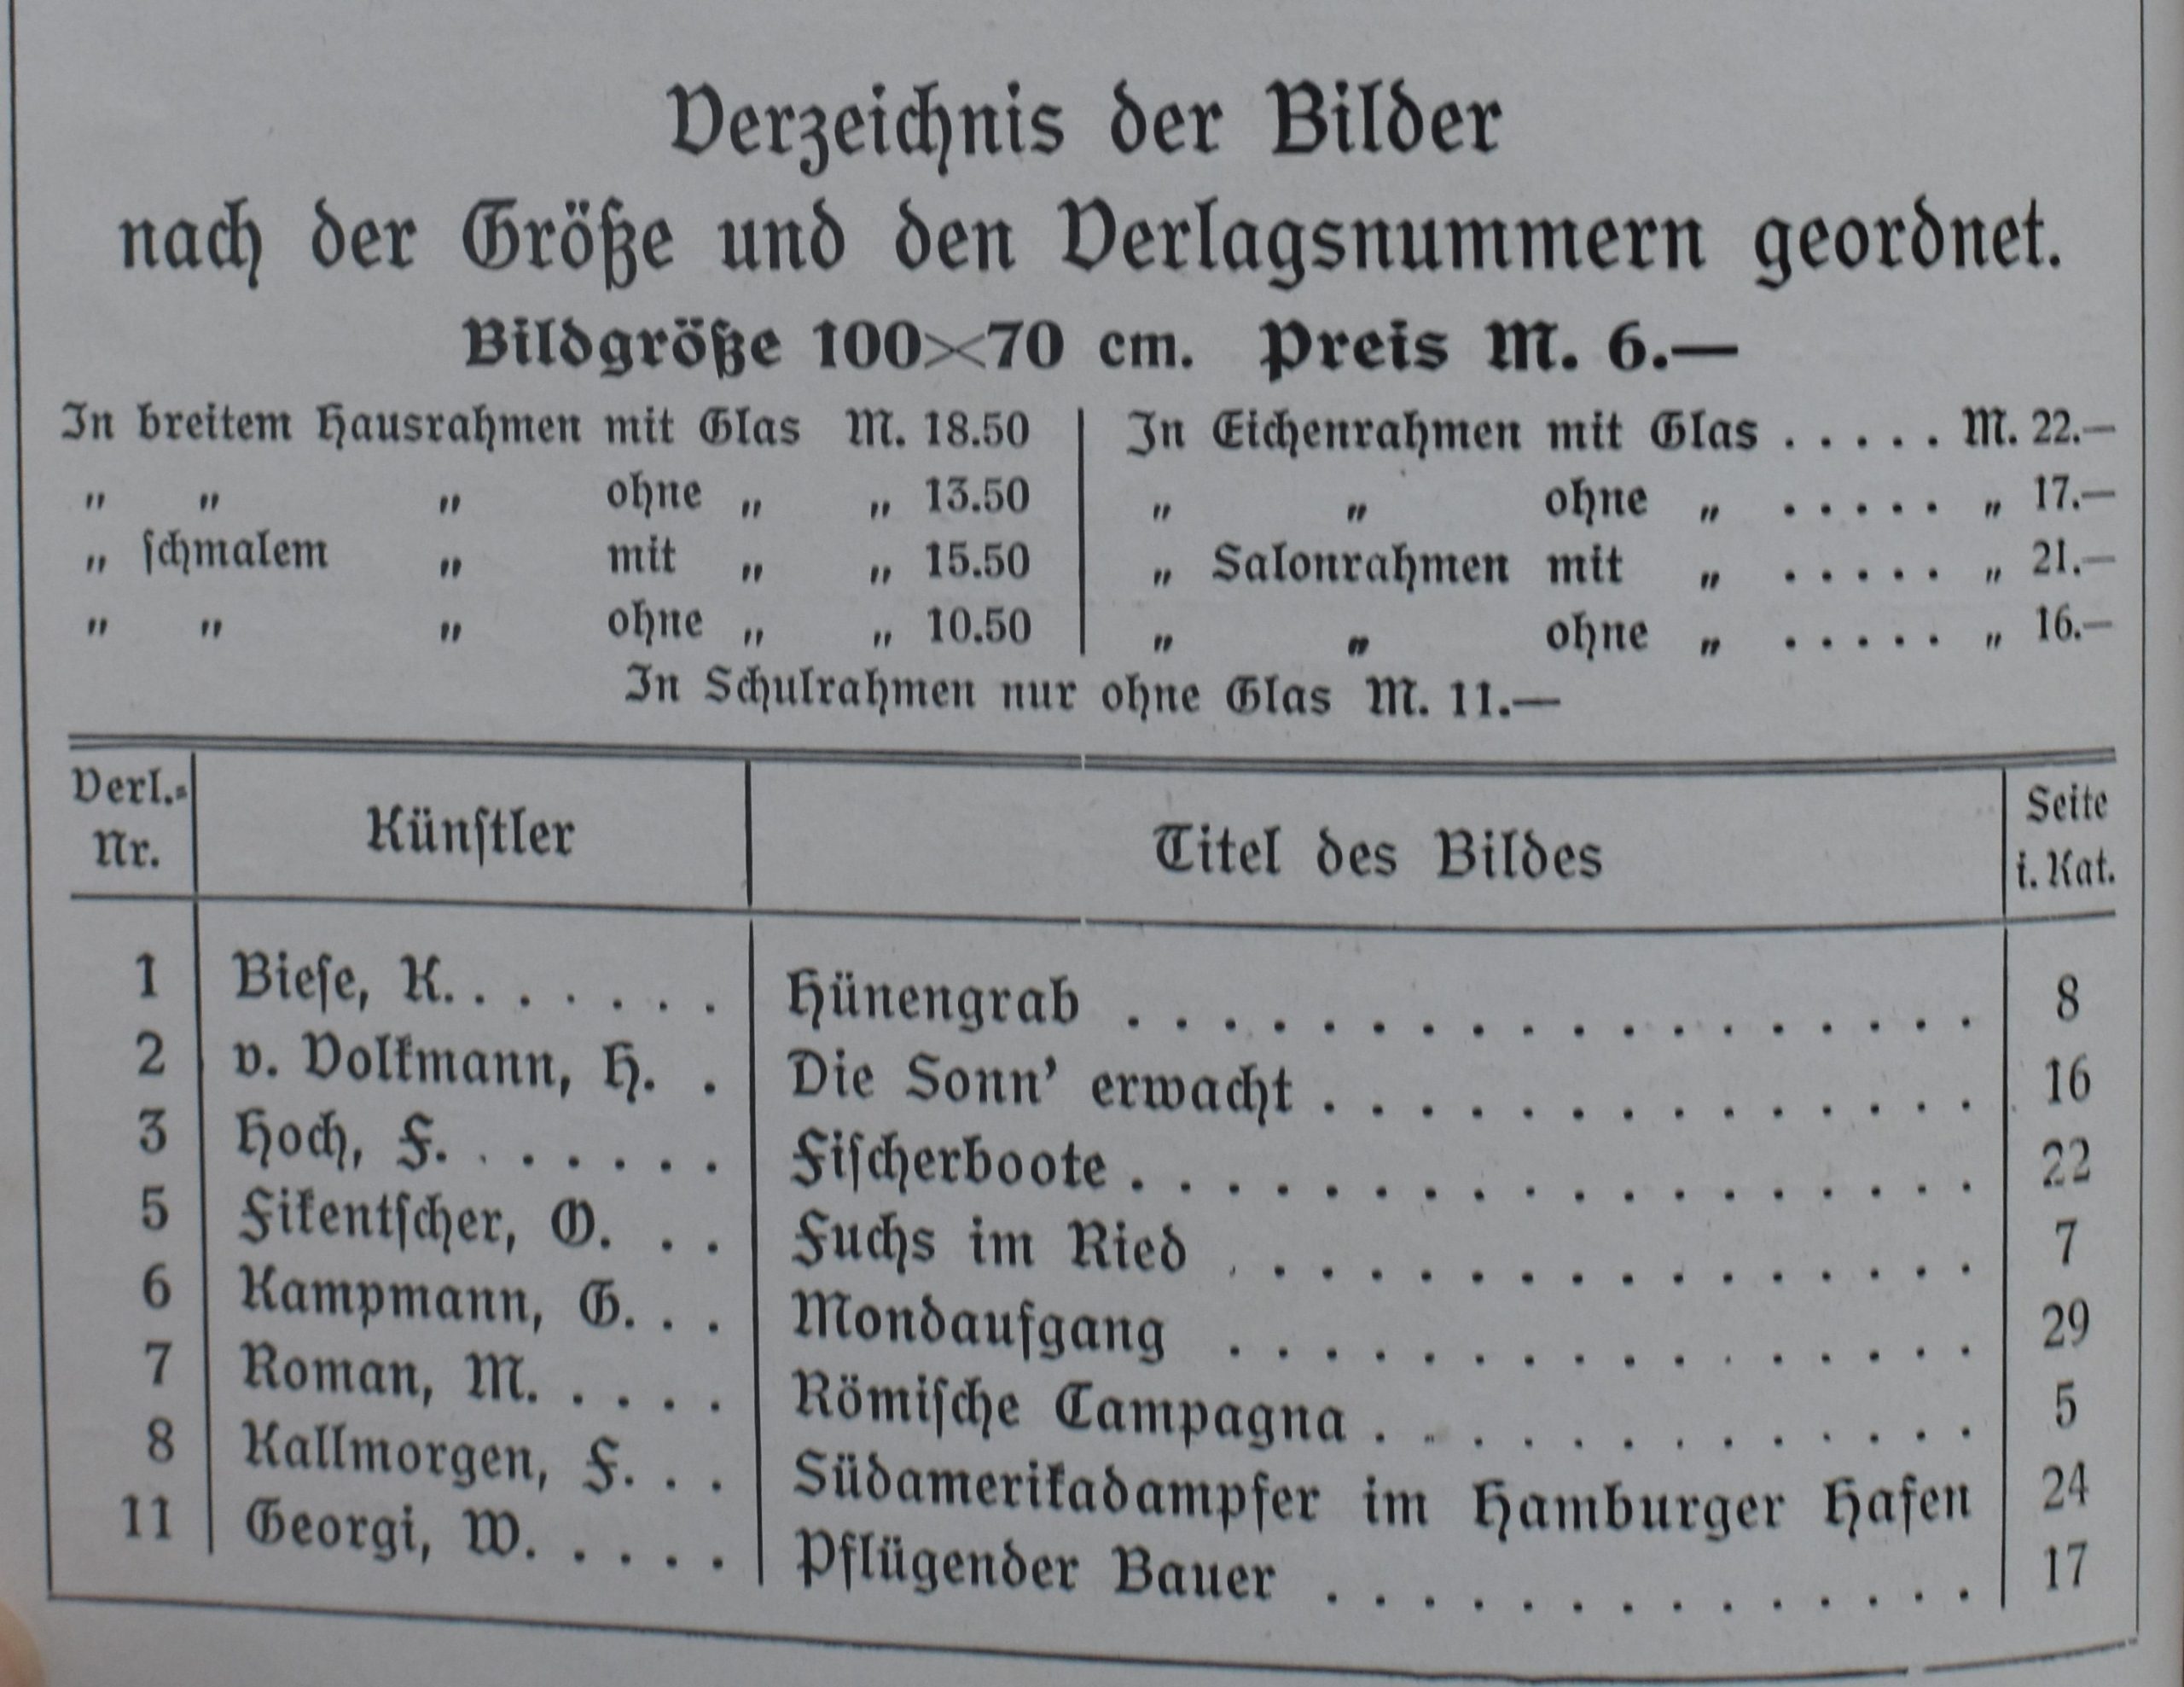 Verzeichnis der Bilder
nach der Größe und den Verlagsnummern geordnet.
Bildgröße 100×70 cm. Preis M. 6.—
In breitem Hausrahmen mit Glas M. 18.50
„ „ „ ohne „ „ 13.50
„ ſchmalem „ mit „ „ 15.50
„ „ „ ohne „ „ 10.50
In Eichenrahmen mit Glas . . . . . M. 22.—
„ „ ohne „ . . . . . „ 17.—
„ Salonrahmen mit „ . . . . . „ 21.—
„ „ ohne „ . . . . . „ 16.—
In Schulrahmen nur ohne Glas M. 11.—
Verl.-Nr. Künſtler Titel des Bildes Seite i. Kat.
1 Bieſe, K. . . . . . . Hünengrab . . . . . . . . . . . . . . . . . . 8
2 v. Volkmann, H. . Die Sonn’ erwacht . . . . . . . . . . . . . . 16
3 Hoch, F. . . . . . . Fiſcherboote . . . . . . . . . . . . . . . . . . 22
5 Fikentſcher, O. . . Fuchs im Ried . . . . . . . . . . . . . . . . 7
6 Kampmann, G. . . Mondaufgang . . . . . . . . . . . . . . . . 29
7 Roman, M. . . . . Römiſche Campagna . . . . . . . . . . . . . 5
8 Kallmorgen, F. . . Südamerikadampfer im Hamburger Hafen 24
11 Georgi, W. . . . . Pflügender Bauer . . . . . . . . . . . . . . 17